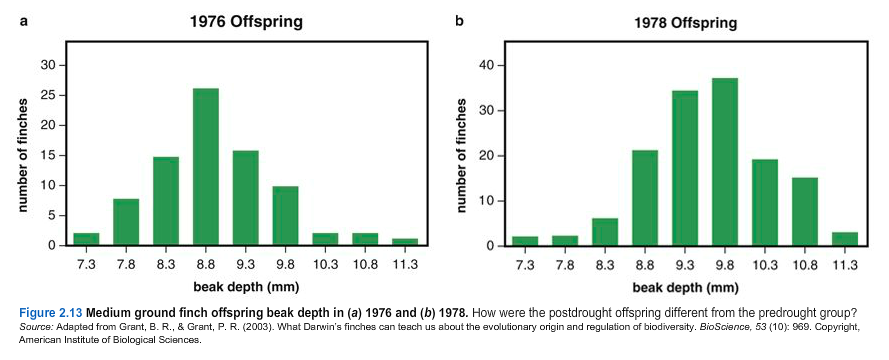 a
1976 Offspring
number of finches
30
25
20
15
10
5
0
7.3 7.8 8.3 8.8 9.3 9.8 10.3 10.8 11.3
beak depth (mm)
b
1978 Offspring
number of finches
40
30
20
10
0
7.3 7.8 8.3 8.8 9.3 9.8 10.3 10.8 11.3
beak depth (mm)
Figure 2.13 Medium ground finch offspring beak depth in (a) 1976 and (b) 1978. How were the postdrought offspring different from the predrought group?
Source: Adapted from Grant, B. R., & Grant, P. R. (2003). What Darwin's finches can teach us about the evolutionary origin and regulation of biodiversity. BioScience, 53 (10): 969. Copyright,
American Institute of Biological Sciences.